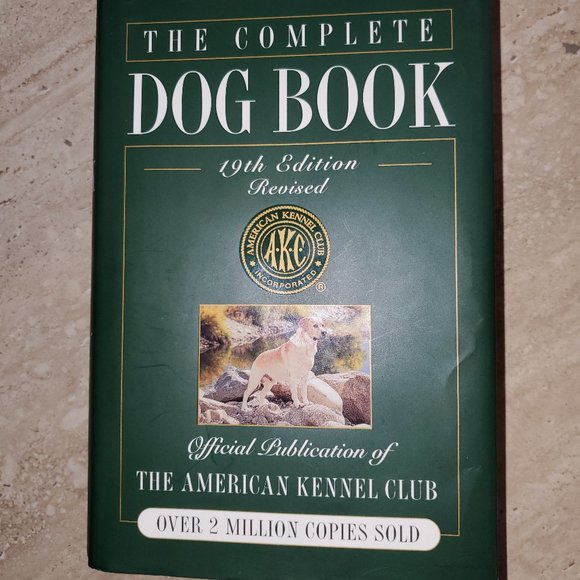 THE COMPLETE
DOG BOOK
19th Edition
Revised
AMERICAN KENNEL CLUB
A·K·C
INCORPORATED
®
Official Publication of
THE AMERICAN KENNEL CLUB
OVER 2 MILLION COPIES SOLD